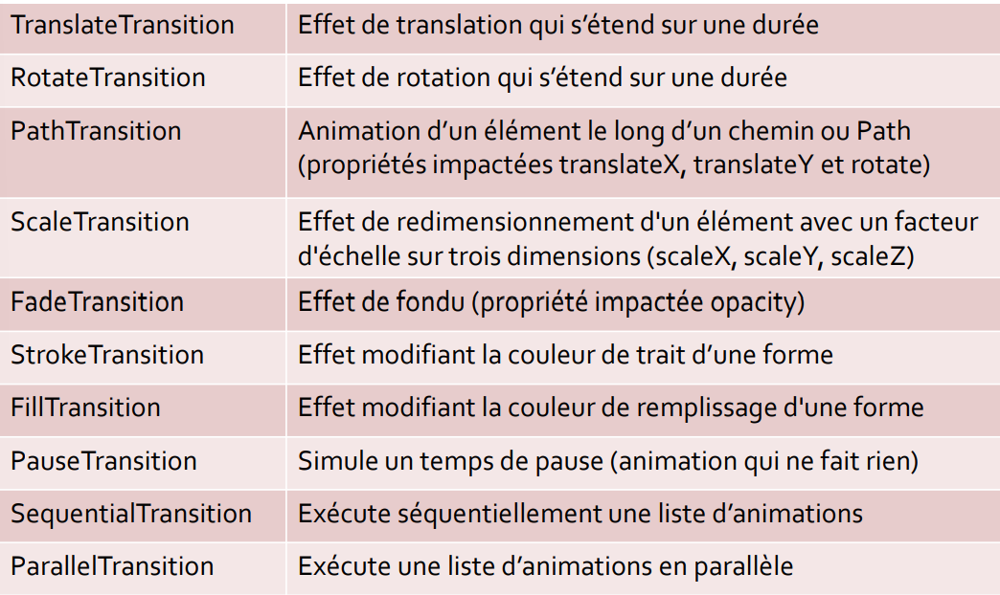 TranslateTransition Effet de translation qui s’étend sur une durée
RotateTransition Effet de rotation qui s’étend sur une durée
PathTransition Animation d’un élément le long d’un chemin ou Path
(propriétés impactées translateX, translateY et rotate)
ScaleTransition Effet de redimensionnement d'un élément avec un facteur
d'échelle sur trois dimensions (scaleX, scaleY, scaleZ)
FadeTransition Effet de fondu (propriété impactée opacity)
StrokeTransition Effet modifiant la couleur de trait d’une forme
FillTransition Effet modifiant la couleur de remplissage d'une forme
PauseTransition Simule un temps de pause (animation qui ne fait rien)
SequentialTransition Exécute séquentiellement une liste d’animations
ParallelTransition Exécute une liste d’animations en parallèle